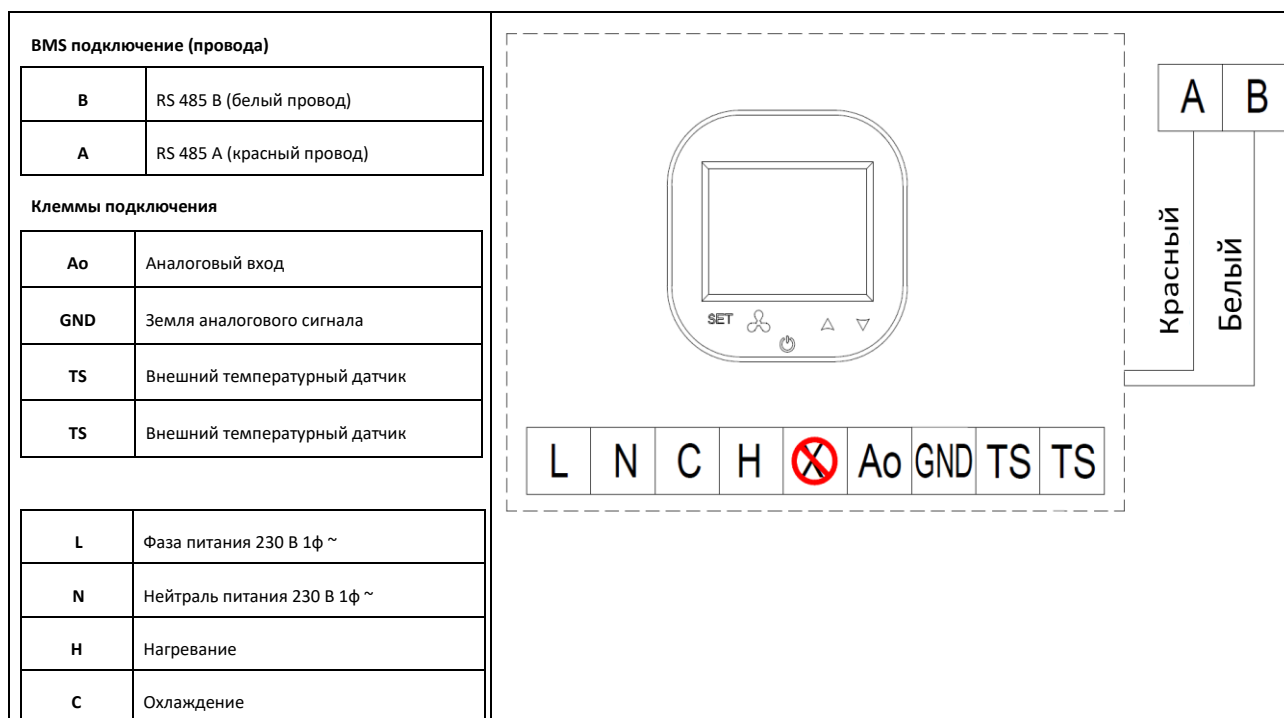 BMS подключение (провода)
B RS 485 B (белый провод)
A RS 485 A (красный провод)
Клеммы подключения
Ao Аналоговый вход
GND Земля аналогового сигнала
TS Внешний температурный датчик
TS Внешний температурный датчик
L Фаза питания 230 В 1ф ~
N Нейтраль питания 230 В 1ф ~
H Нагревание
C Охлаждение
A B
Красный
Белый
SET
L N C H X Ao GND TS TS